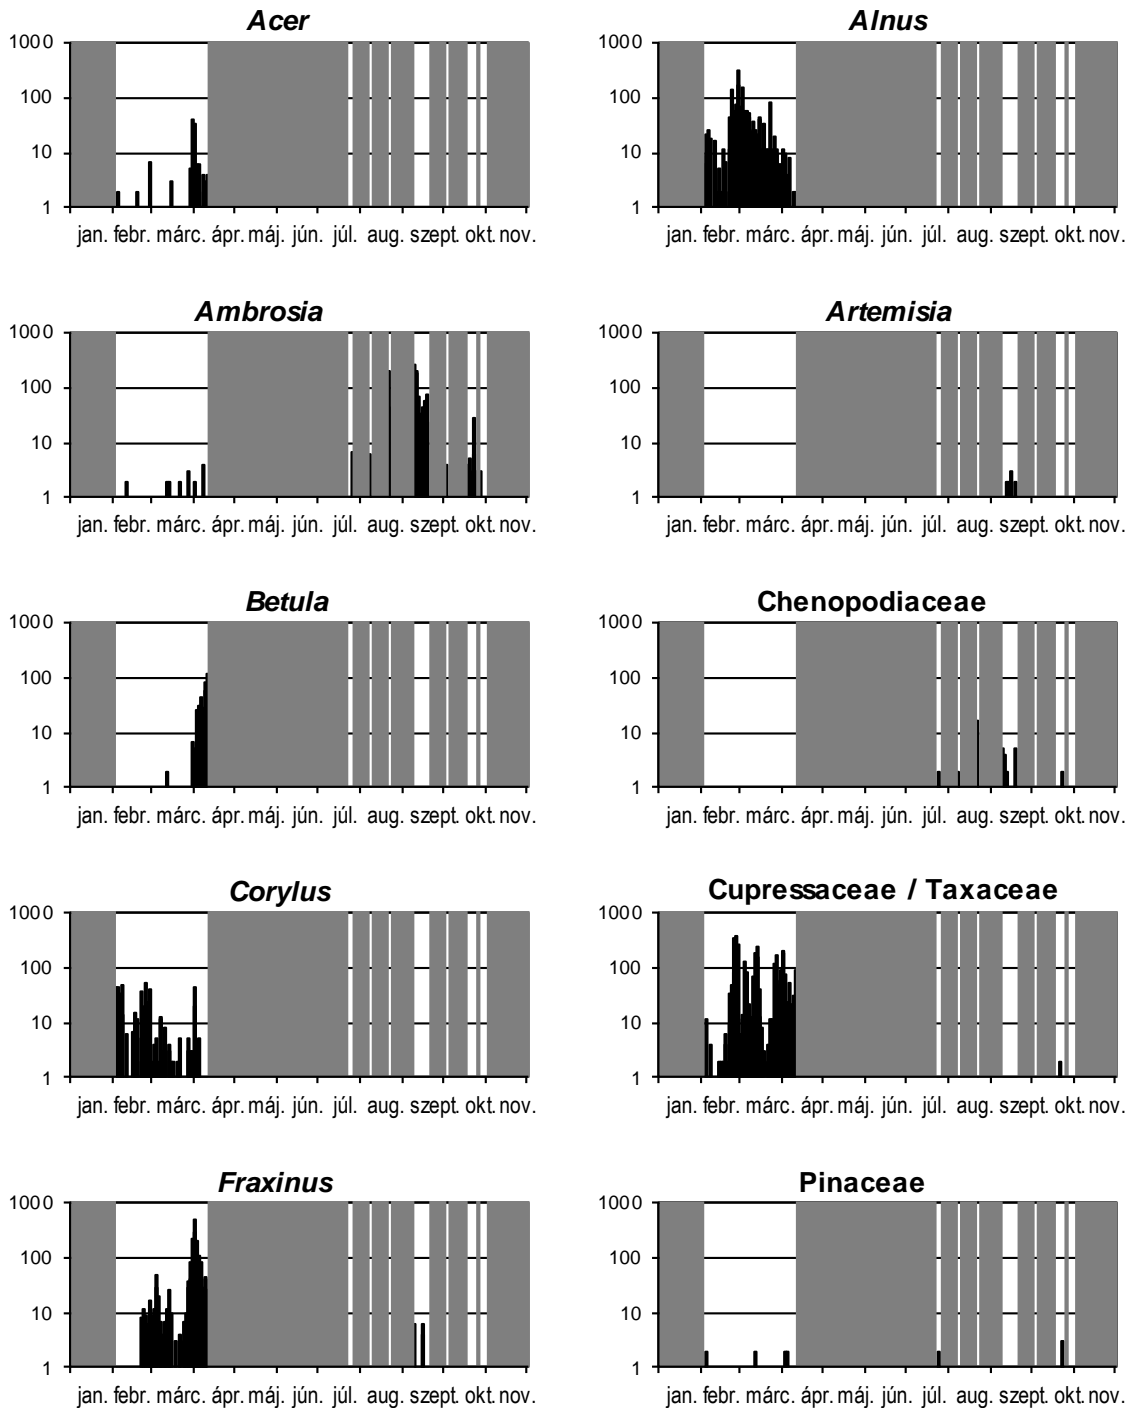 Acer
1000
100
10
1
jan. febr. márc. ápr. máj. jún. júl. aug. szept. okt. nov.
Alnus
1000
100
10
1
jan. febr. márc. ápr. máj. jún. júl. aug. szept. okt. nov.
Ambrosia
1000
100
10
1
jan. febr. márc. ápr. máj. jún. júl. aug. szept. okt. nov.
Artemisia
1000
100
10
1
jan. febr. márc. ápr. máj. jún. júl. aug. szept. okt. nov.
Betula
1000
100
10
1
jan. febr. márc. ápr. máj. jún. júl. aug. szept. okt. nov.
Chenopodiaceae
1000
100
10
1
jan. febr. márc. ápr. máj. jún. júl. aug. szept. okt. nov.
Corylus
1000
100
10
1
jan. febr. márc. ápr. máj. jún. júl. aug. szept. okt. nov.
Cupressaceae / Taxaceae
1000
100
10
1
jan. febr. márc. ápr. máj. jún. júl. aug. szept. okt. nov.
Fraxinus
1000
100
10
1
jan. febr. márc. ápr. máj. jún. júl. aug. szept. okt. nov.
Pinaceae
1000
100
10
1
jan. febr. márc. ápr. máj. jún. júl. aug. szept. okt. nov.